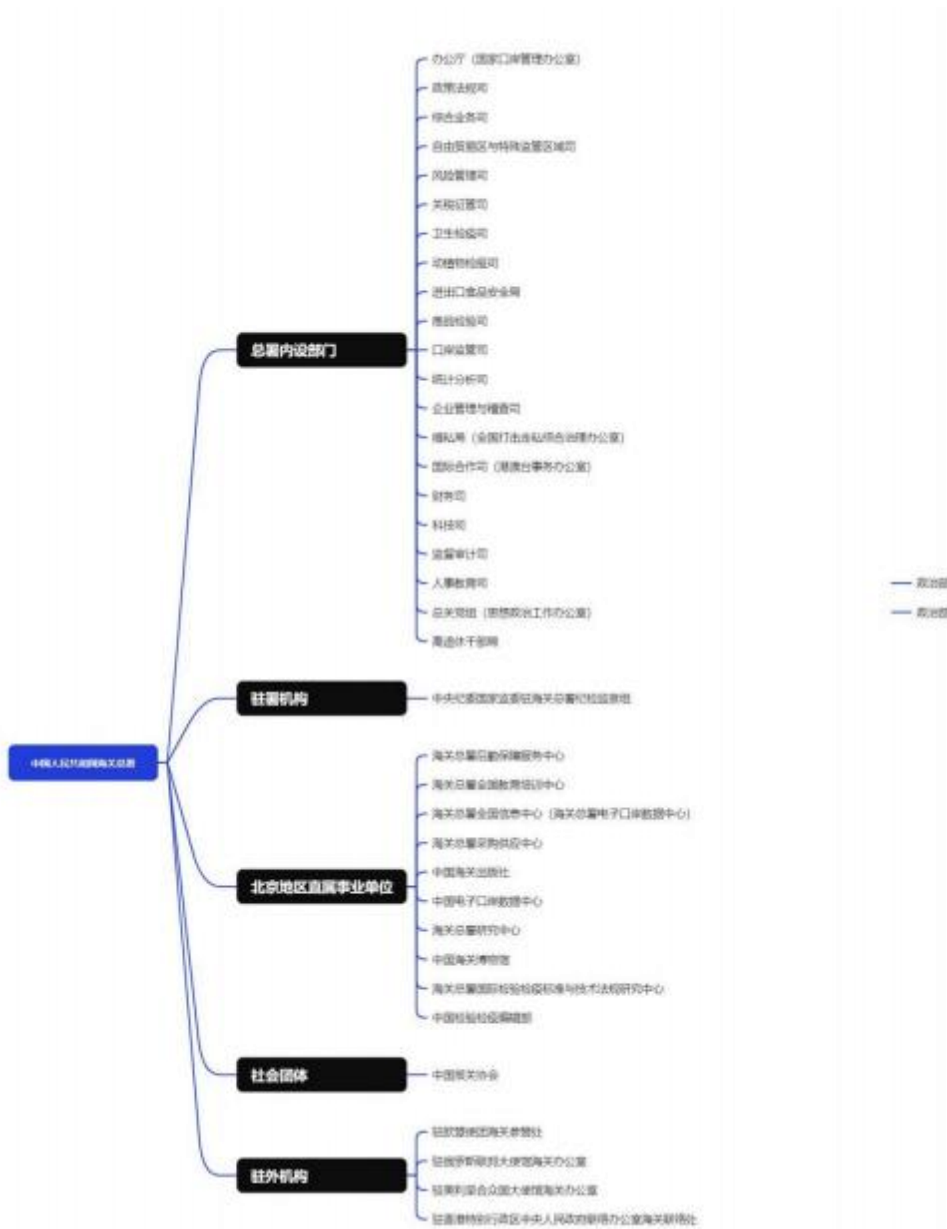 办公厅（国家口岸管理办公室）
政策法规司
综合业务司
自由贸易区与特殊监管区域司
风险管理司
关税征管司
卫生检疫司
动植物检疫司
进出口食品安全局
商品检验司
总署内设部门
口岸监管司
统计分析司
企业管理与稽查司
缉私局（全国打击走私综合治理办公室）
国际合作司（港澳台事务办公室）
财务司
科技司
监督审计司
人事教育司
政治部
总关党组（思想政治工作办公室）
政治部
离退休干部局
驻署机构
中央纪委国家监委驻海关总署纪检监察组
中国人民共和国海关总署
海关总署后勤保障服务中心
海关总署全国教育培训中心
海关总署全国信息中心（海关总署电子口岸数据中心）
海关总署采购供应中心
中国海关出版社
北京地区直属事业单位
中国电子口岸数据中心
海关总署研究中心
中国海关博物馆
海关总署国际检验检疫标准与技术法规研究中心
中国检验检疫编辑部
社会团体
中国报关协会
驻欧盟使团海关参赞处
驻俄罗斯联邦大使馆海关办公室
驻外机构
驻美利坚合众国大使馆海关办公室
驻香港特别行政区中央人民政府联络办公室海关联络处